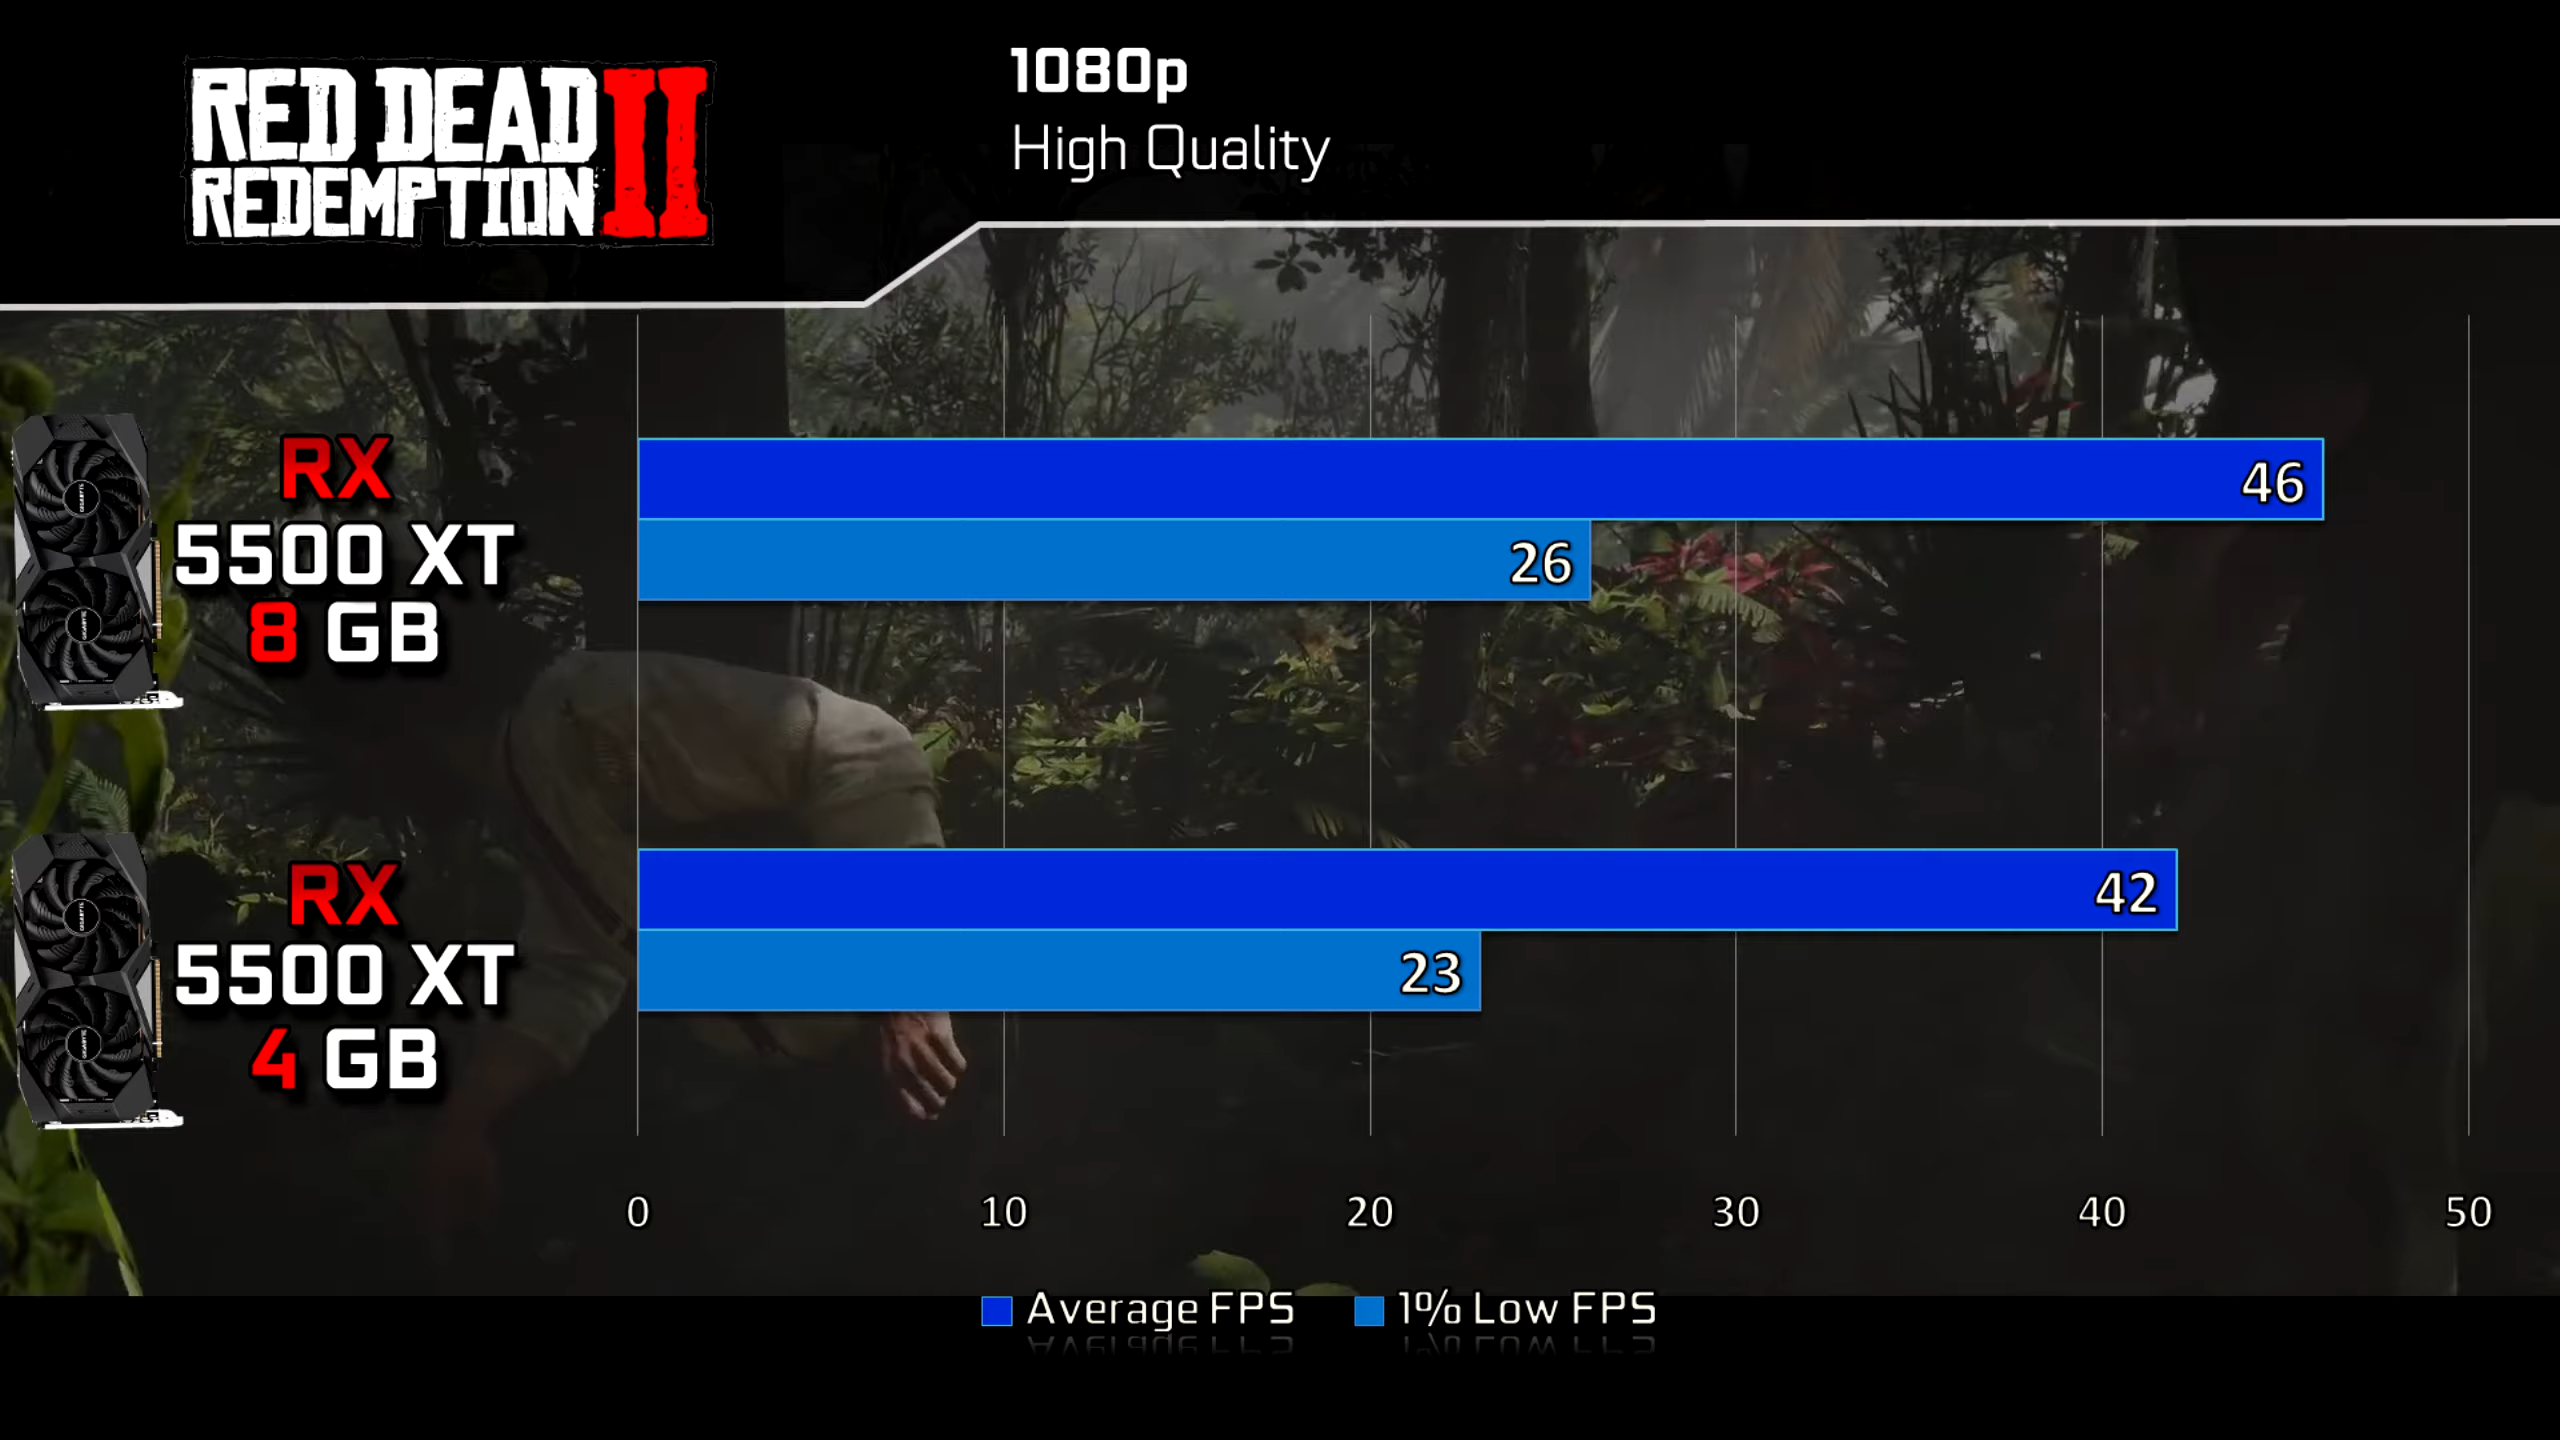 RED DEAD
REDEMPTION II
1080p
High Quality
RX
5500 XT
8 GB
46
26
RX
5500 XT
4 GB
42
23
0 10 20 30 40 50
Average FPS 1% Low FPS